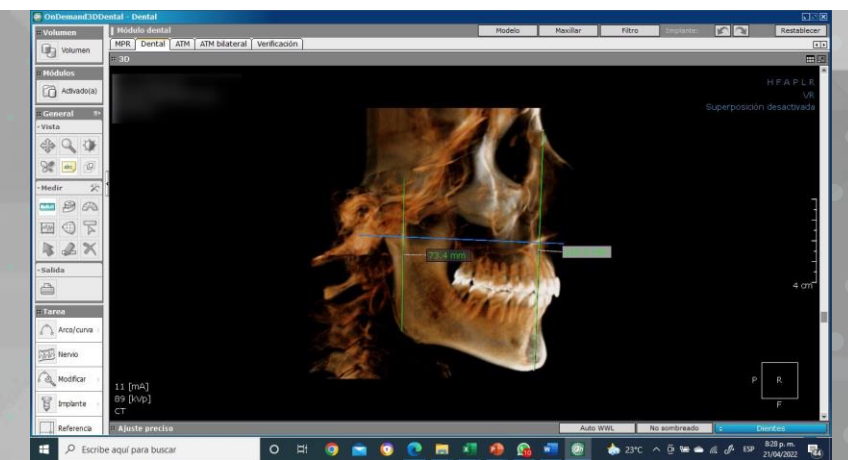 OnDemand3DDental - Dental
Volumen
Módulo dental
Modelo
Maxilar
Filtro
Implante:
Restablecer
Volumen
MPR
Dental
ATM
ATM bilateral
Verificación
3D
Módulos
Activado(a)
H F A P L R
VR
Superposición desactivada
General
Vista
Medir
73.4 mm
4 cm
Salida
Tarea
Arco/curva
Nervio
Modificar
Implante
Referencia
11 [mA]
89 [kVp]
CT
P
R
F
Ajuste preciso
Auto WWL
No sombreado
Dientes
Escribe aquí para buscar
23°C
ESP
8:28 p. m.
21/04/2022